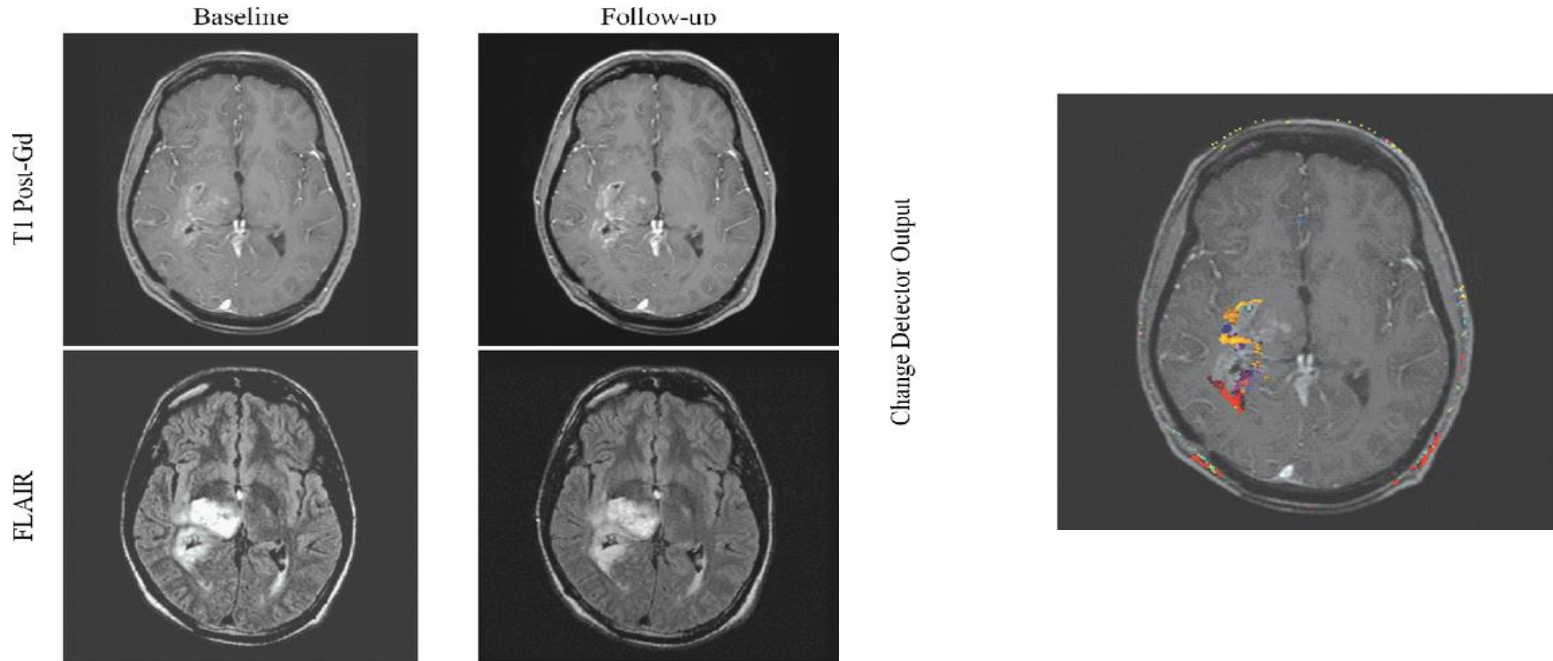 Baseline
Follow-up
T1 Post-Gd
FLAIR
Change Detector Output